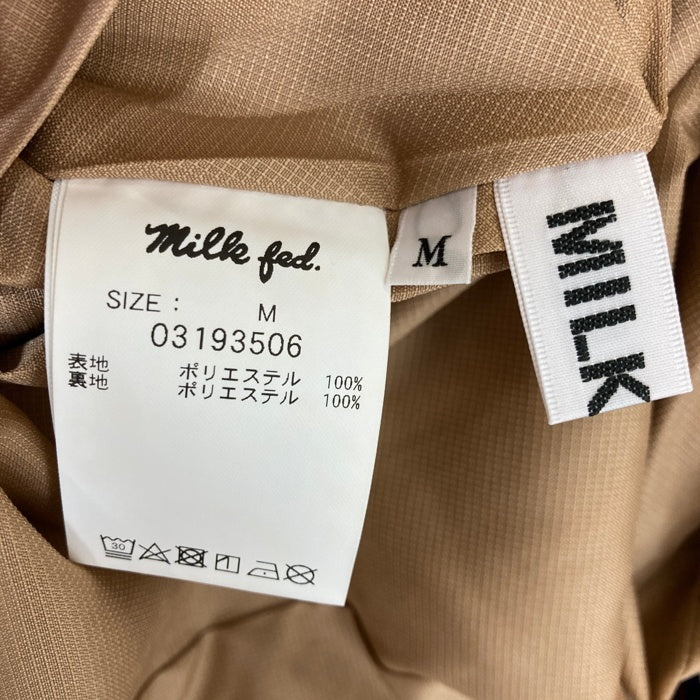 milk fed.
SIZE : M
03193506
表地 ポリエステル 100%
裏地 ポリエステル 100%
30
M
MILK